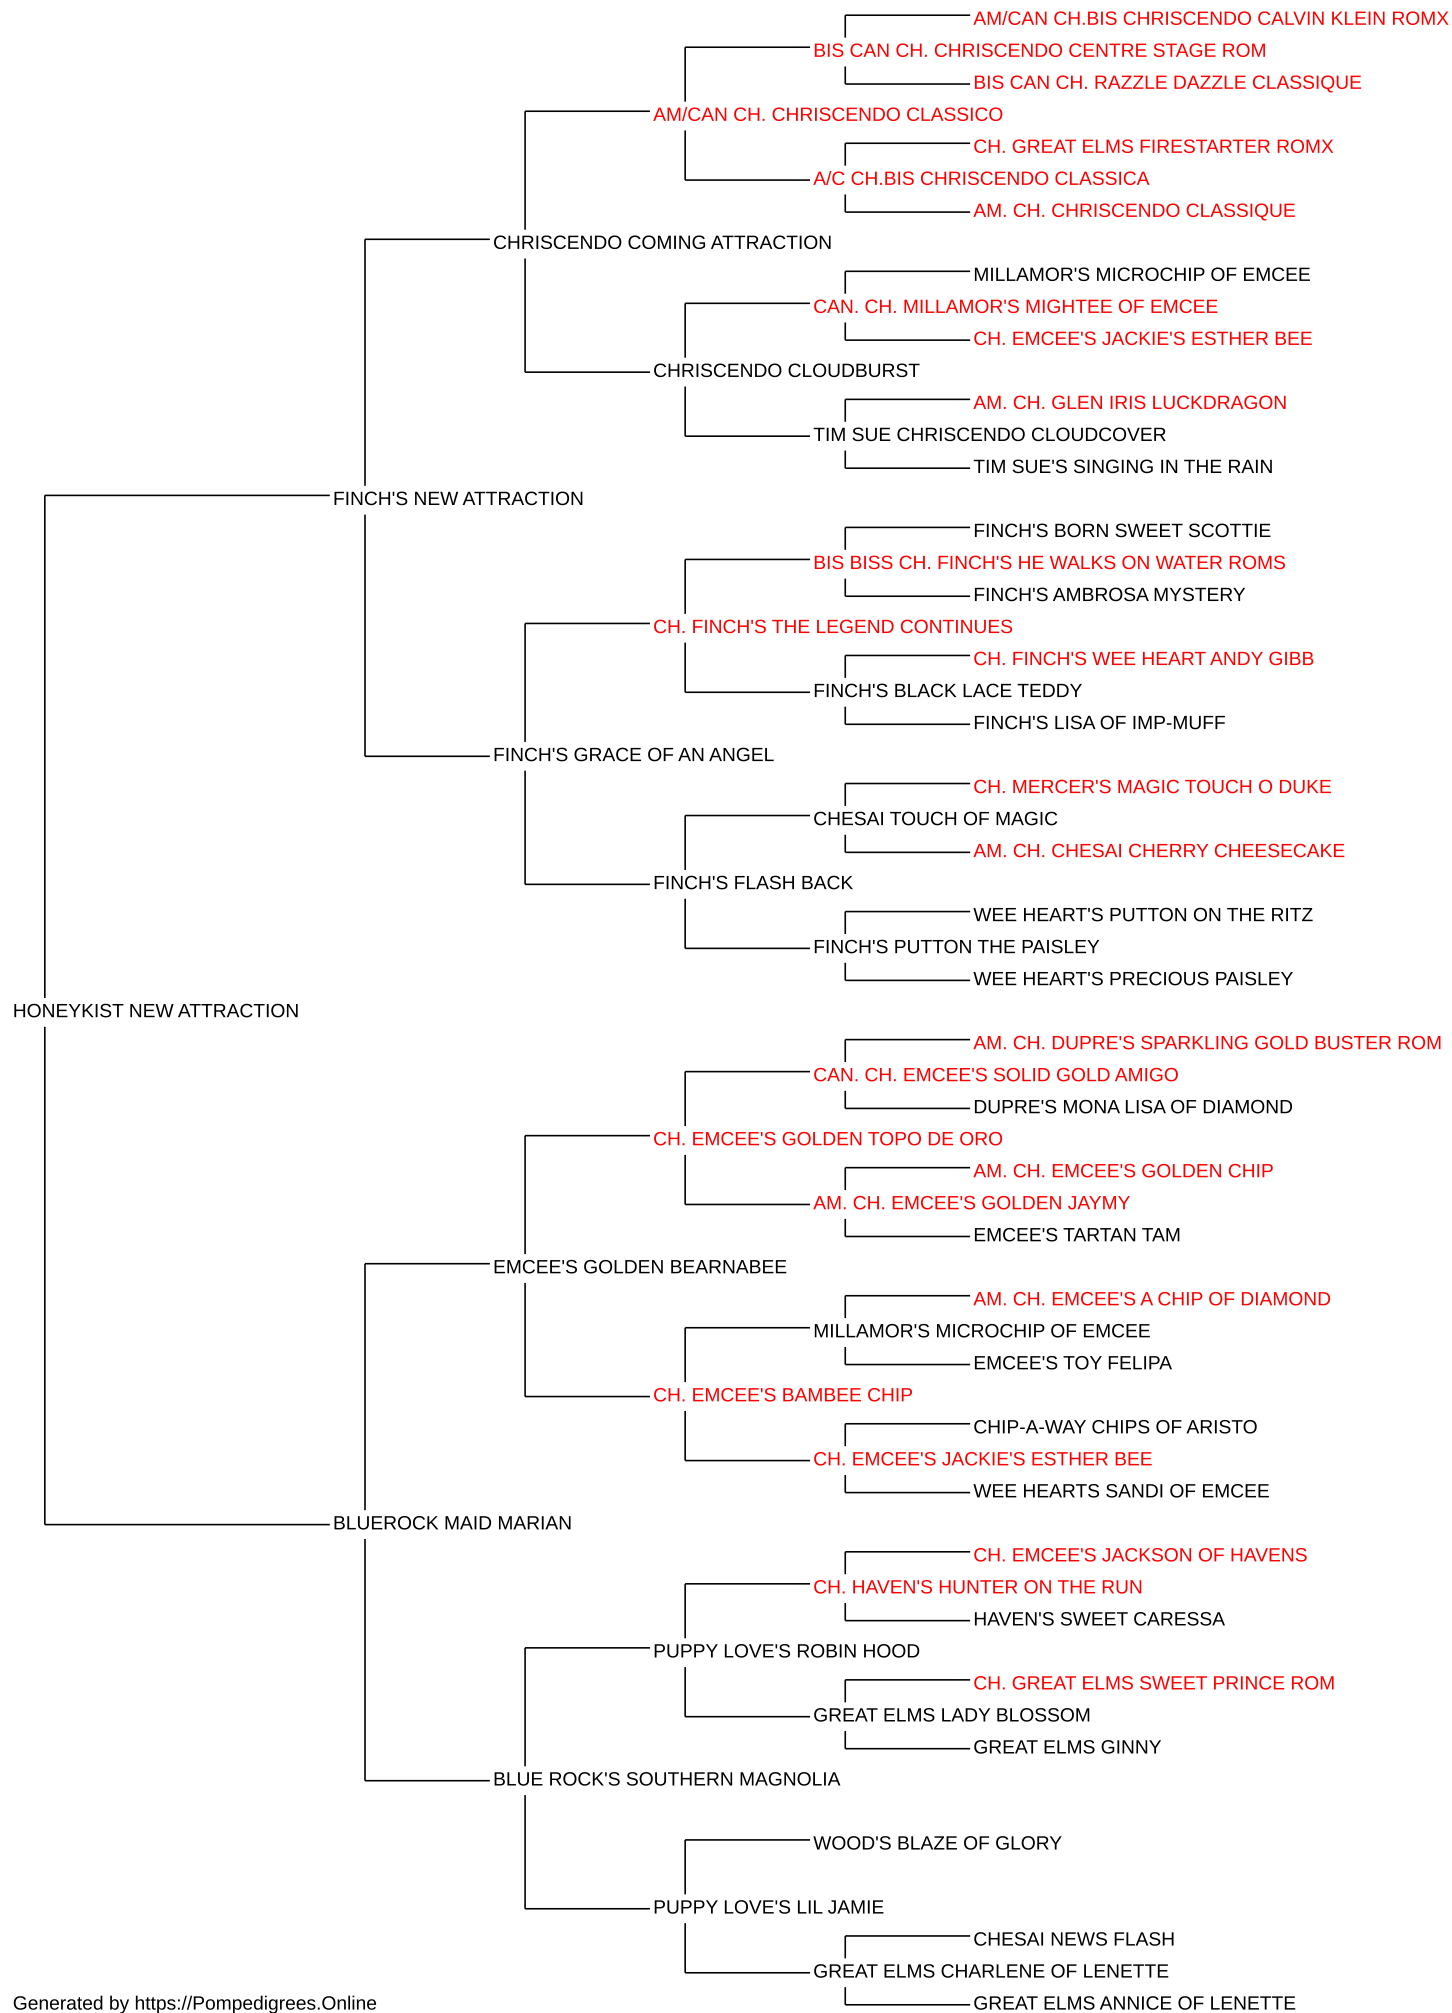 AM/CAN CH.BIS CHRISCENDO CALVIN KLEIN ROMX
BIS CAN CH. CHRISCENDO CENTRE STAGE ROM
BIS CAN CH. RAZZLE DAZZLE CLASSIQUE
AM/CAN CH. CHRISCENDO CLASSICO
CH. GREAT ELMS FIRESTARTER ROMX
A/C CH.BIS CHRISCENDO CLASSICA
AM. CH. CHRISCENDO CLASSIQUE
CHRISCENDO COMING ATTRACTION
MILLAMOR'S MICROCHIP OF EMCEE
CAN. CH. MILLAMOR'S MIGHTEE OF EMCEE
CH. EMCEE'S JACKIE'S ESTHER BEE
CHRISCENDO CLOUDBURST
AM. CH. GLEN IRIS LUCKDRAGON
TIM SUE CHRISCENDO CLOUDCOVER
TIM SUE'S SINGING IN THE RAIN
FINCH'S NEW ATTRACTION
FINCH'S BORN SWEET SCOTTIE
BIS BISS CH. FINCH'S HE WALKS ON WATER ROMS
FINCH'S AMBROSA MYSTERY
CH. FINCH'S THE LEGEND CONTINUES
CH. FINCH'S WEE HEART ANDY GIBB
FINCH'S BLACK LACE TEDDY
FINCH'S LISA OF IMP-MUFF
FINCH'S GRACE OF AN ANGEL
CH. MERCER'S MAGIC TOUCH O DUKE
CHESAI TOUCH OF MAGIC
AM. CH. CHESAI CHERRY CHEESECAKE
FINCH'S FLASH BACK
WEE HEART'S PUTTON ON THE RITZ
FINCH'S PUTTON THE PAISLEY
WEE HEART'S PRECIOUS PAISLEY
HONEYKIST NEW ATTRACTION
AM. CH. DUPRE'S SPARKLING GOLD BUSTER ROM
CAN. CH. EMCEE'S SOLID GOLD AMIGO
DUPRE'S MONA LISA OF DIAMOND
CH. EMCEE'S GOLDEN TOPO DE ORO
AM. CH. EMCEE'S GOLDEN CHIP
AM. CH. EMCEE'S GOLDEN JAYMY
EMCEE'S TARTAN TAM
EMCEE'S GOLDEN BEARNABEE
AM. CH. EMCEE'S A CHIP OF DIAMOND
MILLAMOR'S MICROCHIP OF EMCEE
EMCEE'S TOY FELIPA
CH. EMCEE'S BAMBEE CHIP
CHIP-A-WAY CHIPS OF ARISTO
CH. EMCEE'S JACKIE'S ESTHER BEE
WEE HEARTS SANDI OF EMCEE
BLUEROCK MAID MARIAN
CH. EMCEE'S JACKSON OF HAVENS
CH. HAVEN'S HUNTER ON THE RUN
HAVEN'S SWEET CARESSA
PUPPY LOVE'S ROBIN HOOD
CH. GREAT ELMS SWEET PRINCE ROM
GREAT ELMS LADY BLOSSOM
GREAT ELMS GINNY
BLUE ROCK'S SOUTHERN MAGNOLIA
WOOD'S BLAZE OF GLORY
PUPPY LOVE'S LIL JAMIE
CHESAI NEWS FLASH
GREAT ELMS CHARLENE OF LENETTE
GREAT ELMS ANNICE OF LENETTE
Generated by https://Pompedigrees.Online